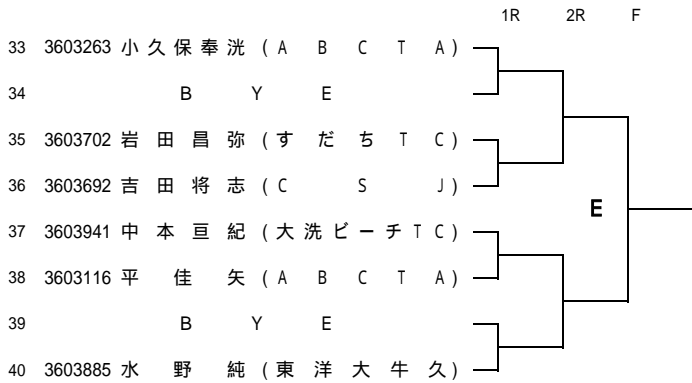 1R 2R F
33 3603263 小久保奉洸 (ABCTA)
34 BYE
35 3603702 岩田昌弥 (すだちTC)
36 3603692 吉田将志 (CSJ)
E
37 3603941 中本亘紀 (大洗ビーチTC)
38 3603116 平佳矢 (ABCTA)
39 BYE
40 3603885 水野純 (東洋大牛久)